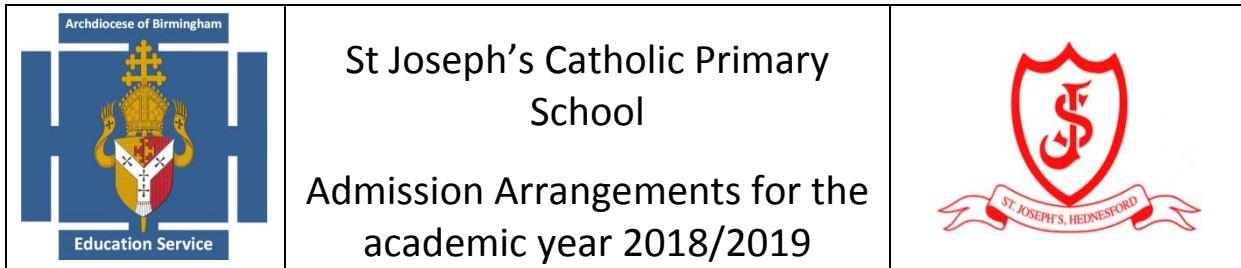 Archdiocese of Birmingham
Education Service
St Joseph’s Catholic Primary
School
Admission Arrangements for the
academic year 2018/2019
SJ
ST. JOSEPH'S, HEDNESFORD